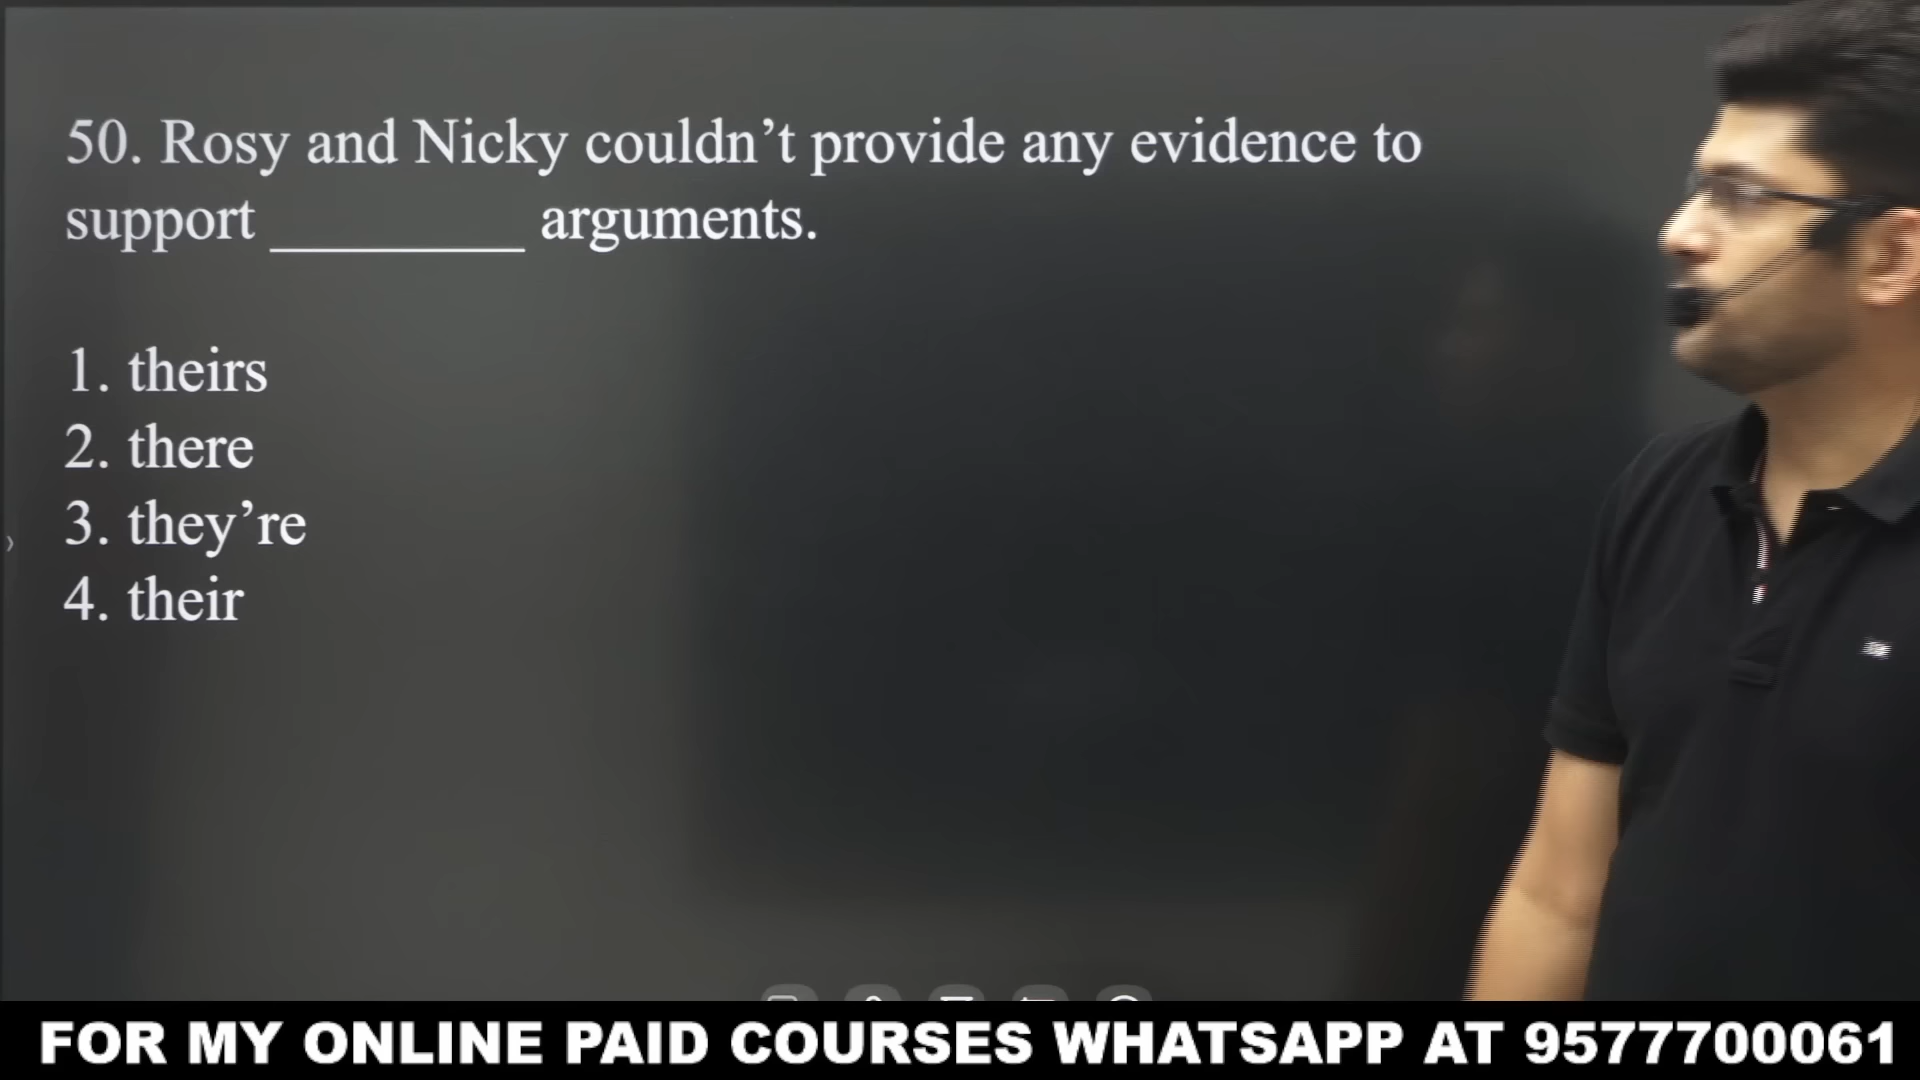 50. Rosy and Nicky couldn’t provide any evidence to
support _________ arguments.
1. theirs
2. there
3. they’re
4. their
FOR MY ONLINE PAID COURSES WHATSAPP AT 9577700061